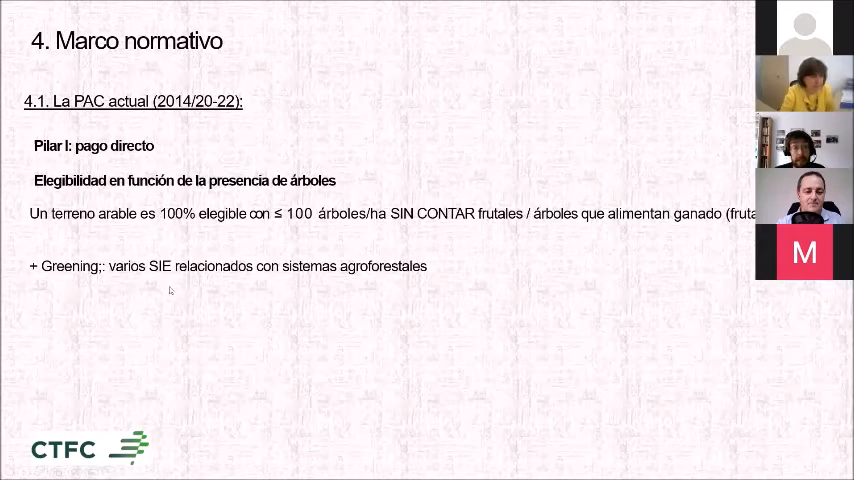 4. Marco normativo
4.1. La PAC actual (2014/20-22):
Pilar I: pago directo
Elegibilidad en función de la presencia de árboles
Un terreno arable es 100% elegible con ≤ 100 árboles/ha SIN CONTAR frutales / árboles que alimentan ganado (fruta
+ Greening;: varios SIE relacionados con sistemas agroforestales
M
CTFC